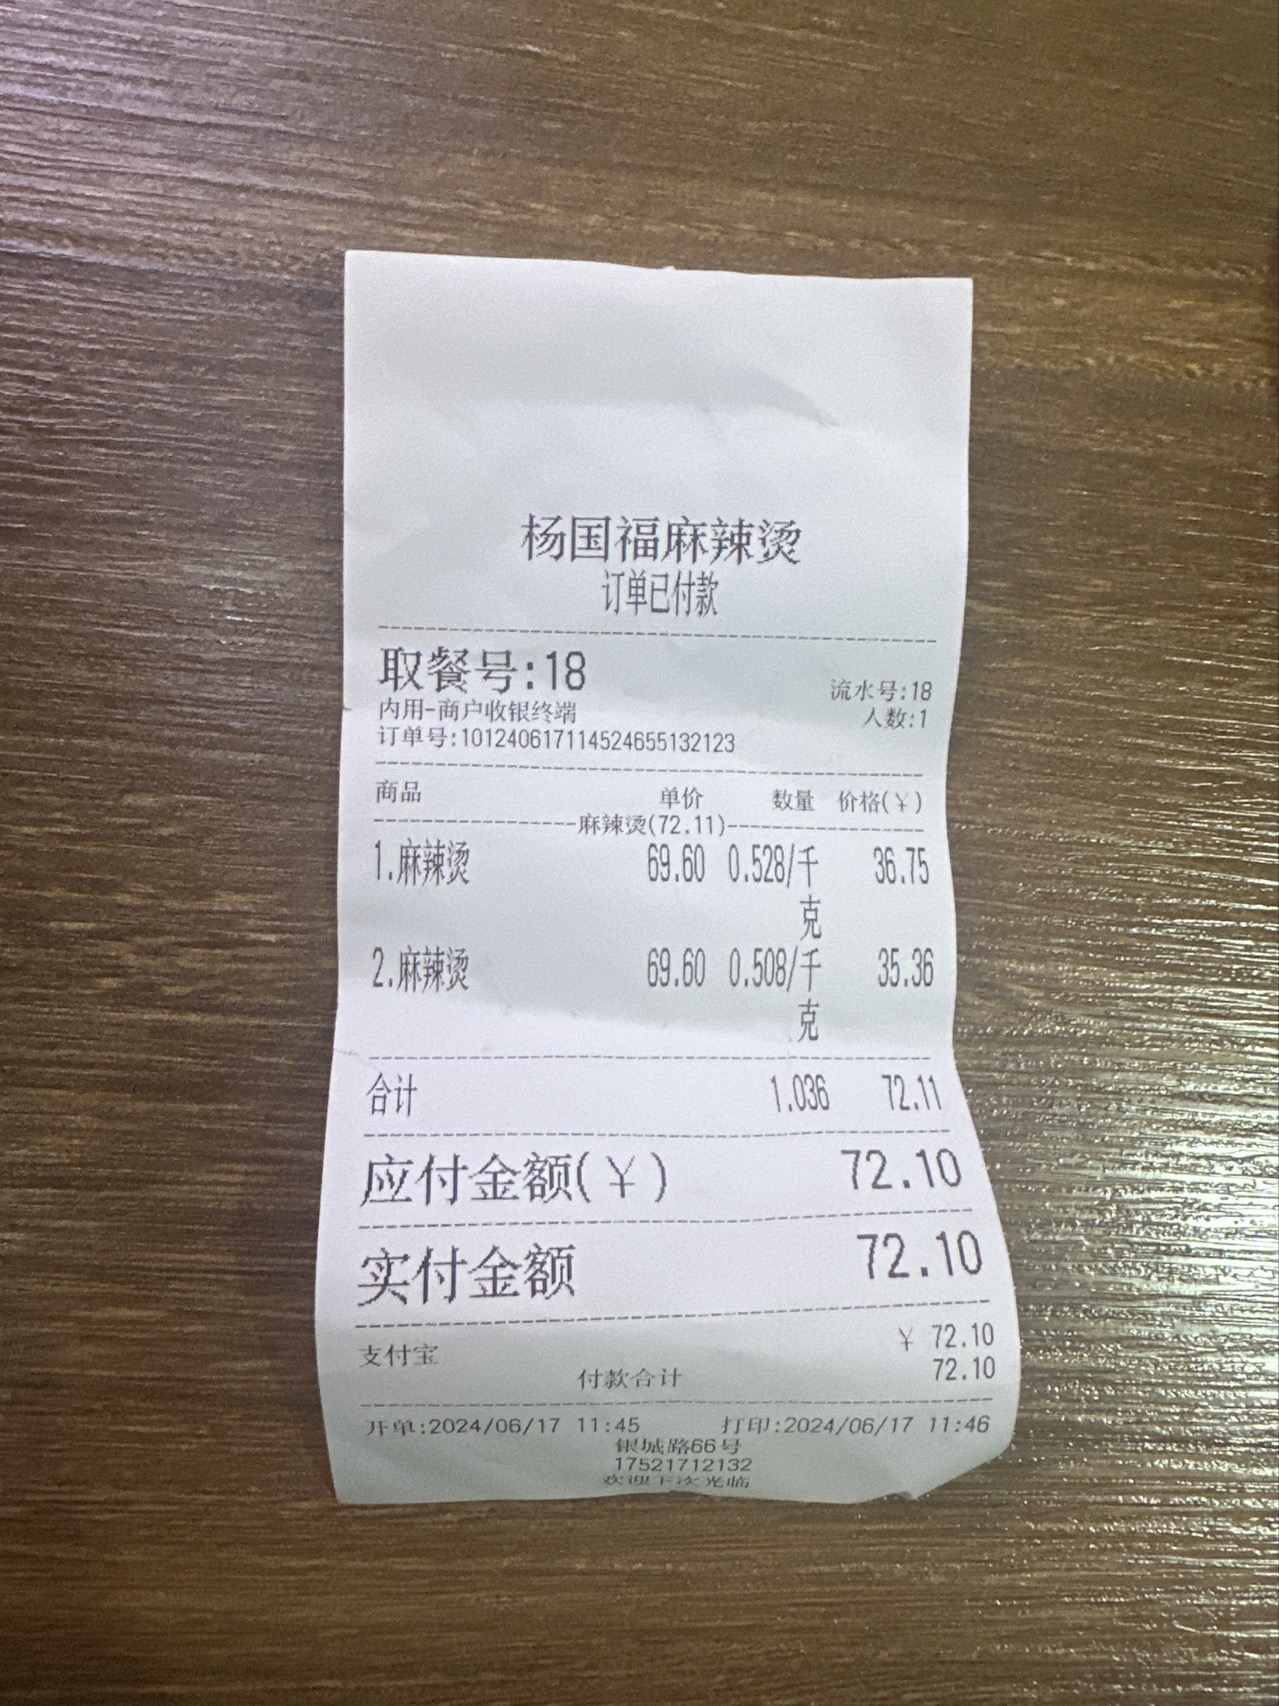 杨国福麻辣烫
订单已付款
取餐号:18
流水号:18
内用-商户收银终端
人数:1
订单号:101240617114524655132123
商品 单价 数量 价格(¥)
麻辣烫(72.11)
1.麻辣烫 69.60 0.528/千克 36.75
2.麻辣烫 69.60 0.508/千克 35.36
合计 1.036 72.11
应付金额(¥) 72.10
实付金额 72.10
支付宝 ¥ 72.10
付款合计 72.10
开单:2024/06/17 11:45 打印:2024/06/17 11:46
银城路66号
17521712132
欢迎下次光临